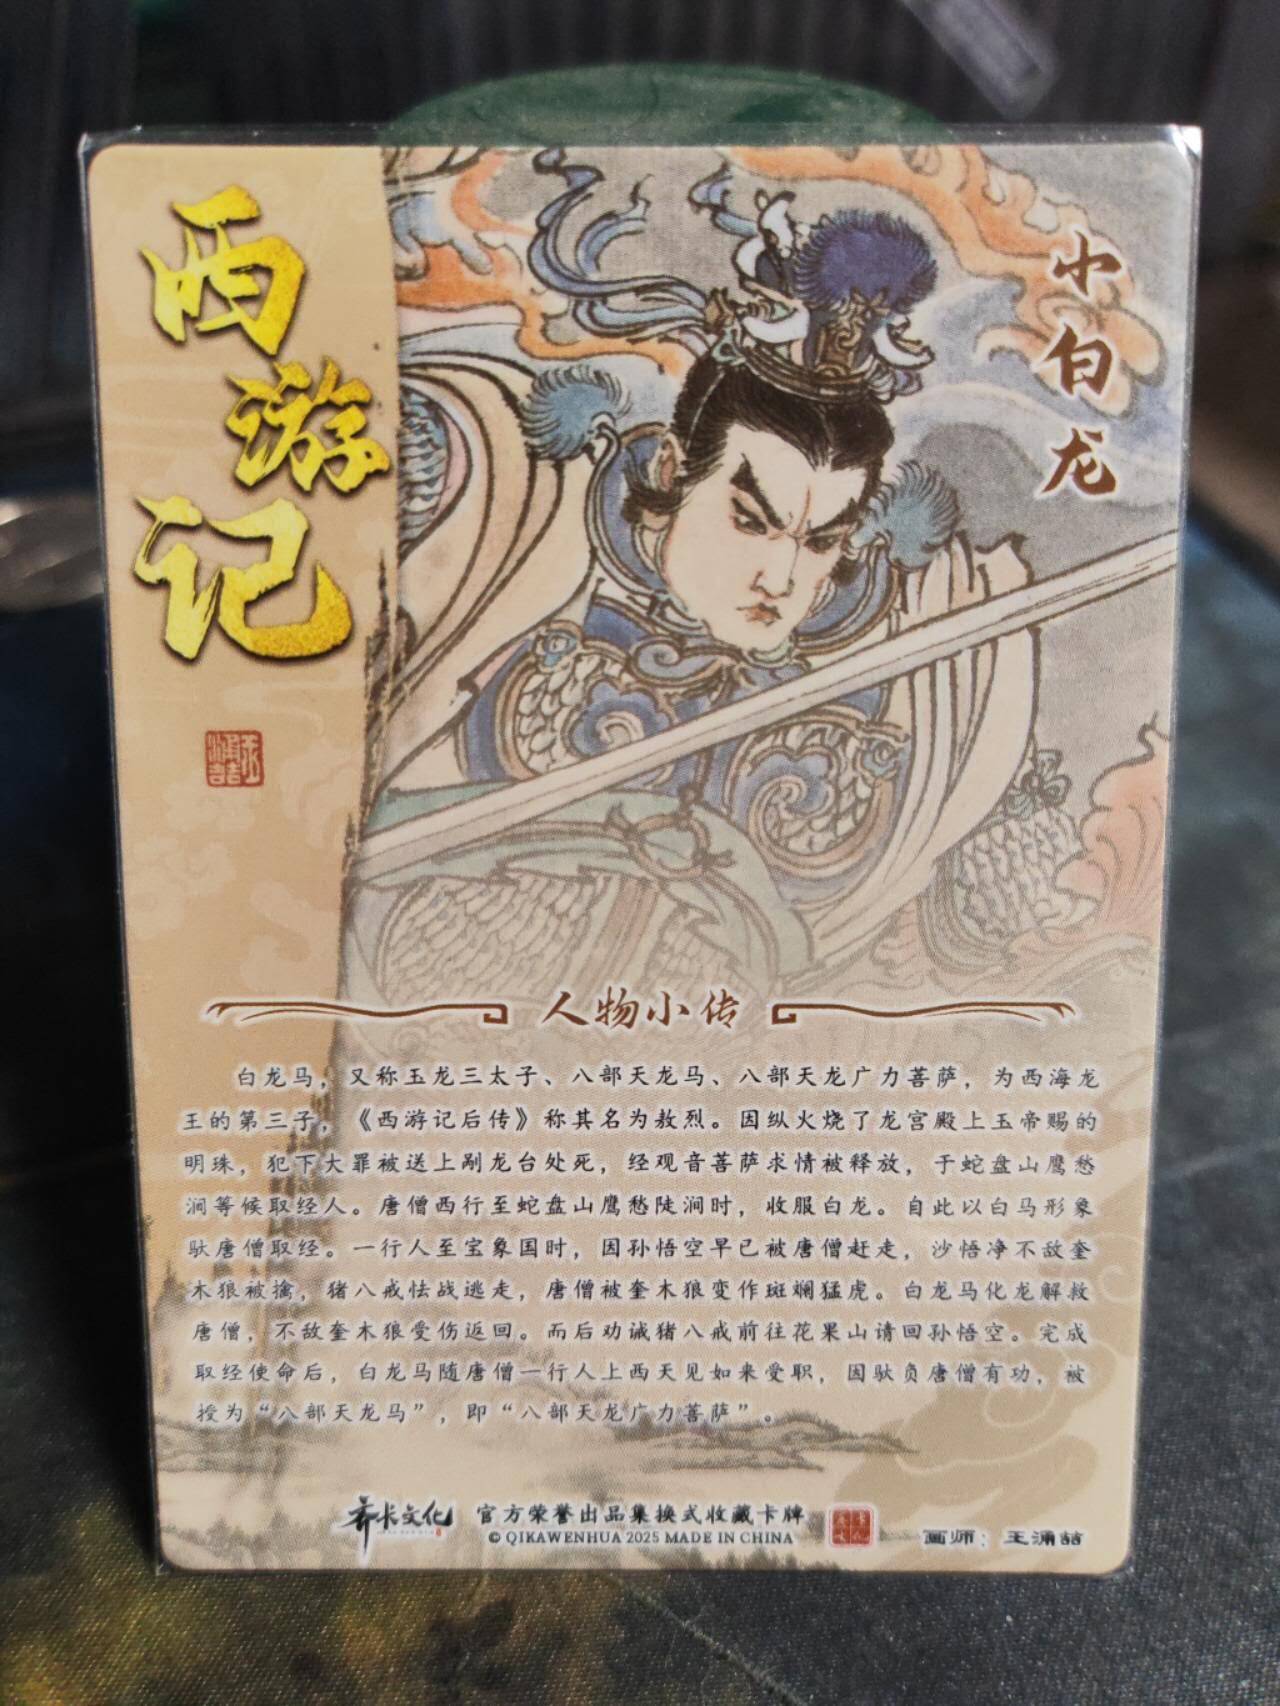 西游记
小白龙
人物小传
白龙马，又称玉龙三太子、八部天龙马、八部天龙广力菩萨，为西海龙
王的第三子，《西游记后传》称其名为敖烈。因纵火烧了龙宫殿上玉帝赐的
明珠，犯下大罪被送上剐龙台处死，经观音菩萨求情被释放，于蛇盘山鹰愁
涧等候取经人。唐僧西行至蛇盘山鹰愁陡涧时，收服白龙。自此以白马形象
驮唐僧取经。一行人至宝象国时，因孙悟空早已被唐僧赶走，沙悟净不敌奎
木狼被擒，猪八戒怯战逃走，唐僧被奎木狼变作斑斓猛虎。白龙马化龙解救
唐僧，不敌奎木狼受伤返回。而后劝诫猪八戒前往花果山请回孙悟空。完成
取经使命后，白龙马随唐僧一行人上西天见如来受职，因驮负唐僧有功，被
授为“八部天龙马”，即“八部天龙广力菩萨”。
齐卡文化
官方荣誉出品集换式收藏卡牌
© QIKAWENHUA 2025 MADE IN CHINA
画师：王涌喆